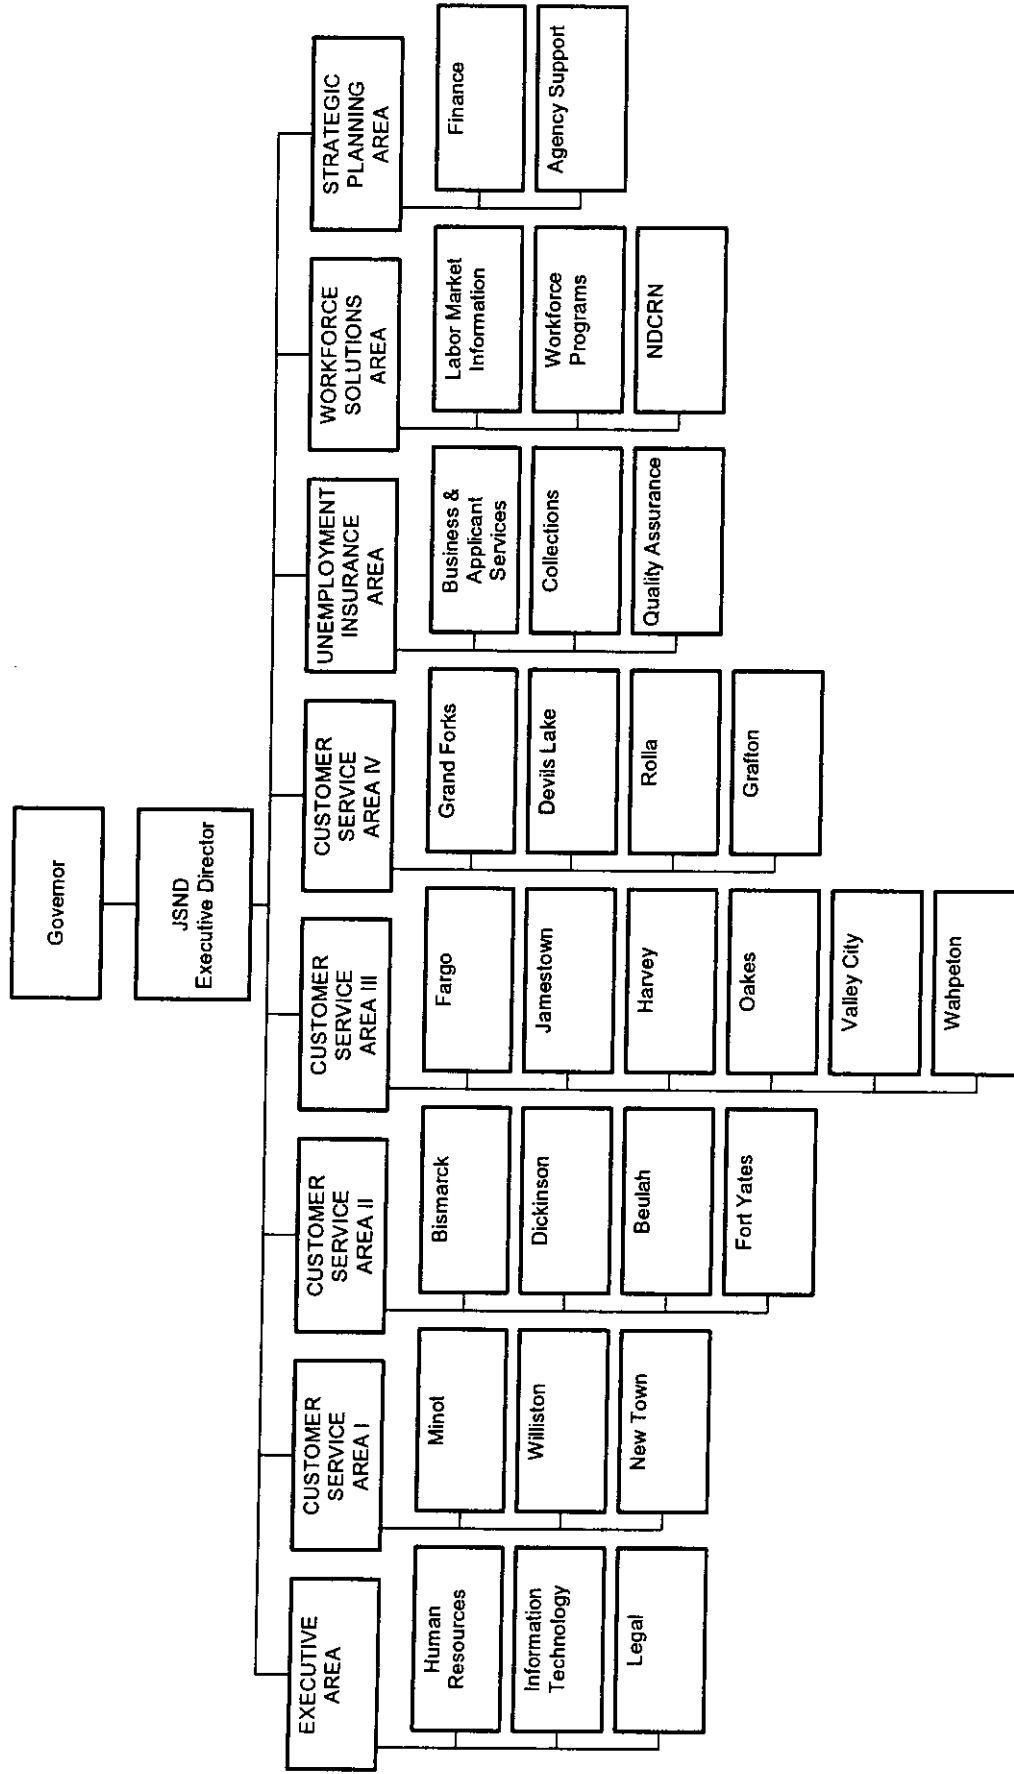 Governor
JSND
Executive Director
EXECUTIVE
AREA
Human
Resources
Information
Technology
Legal
CUSTOMER
SERVICE
AREA I
Minot
Williston
New Town
CUSTOMER
SERVICE
AREA II
Bismarck
Dickinson
Beulah
Fort Yates
CUSTOMER
SERVICE
AREA III
Fargo
Jamestown
Harvey
Oakes
Valley City
Wahpeton
CUSTOMER
SERVICE
AREA IV
Grand Forks
Devils Lake
Rolla
Grafton
UNEMPLOYMENT
INSURANCE
AREA
Business &
Applicant
Services
Collections
Quality Assurance
WORKFORCE
SOLUTIONS
AREA
Labor Market
Information
Workforce
Programs
NDCRN
STRATEGIC
PLANNING
AREA
Finance
Agency Support